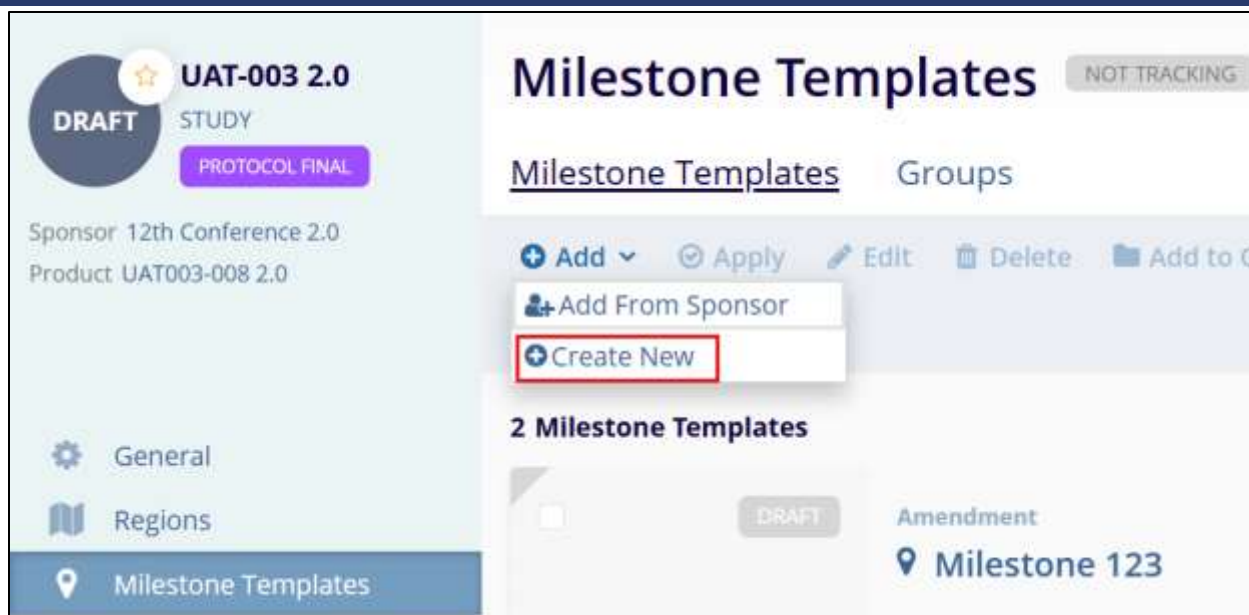 DRAFT
UAT-003 2.0
STUDY
PROTOCOL FINAL
Sponsor 12th Conference 2.0
Product UAT003-008 2.0
General
Regions
Milestone Templates
Milestone Templates NOT TRACKING
Milestone Templates Groups
Add Apply Edit Delete Add to
Add From Sponsor
Create New
2 Milestone Templates
DRAFT
Amendment
Milestone 123